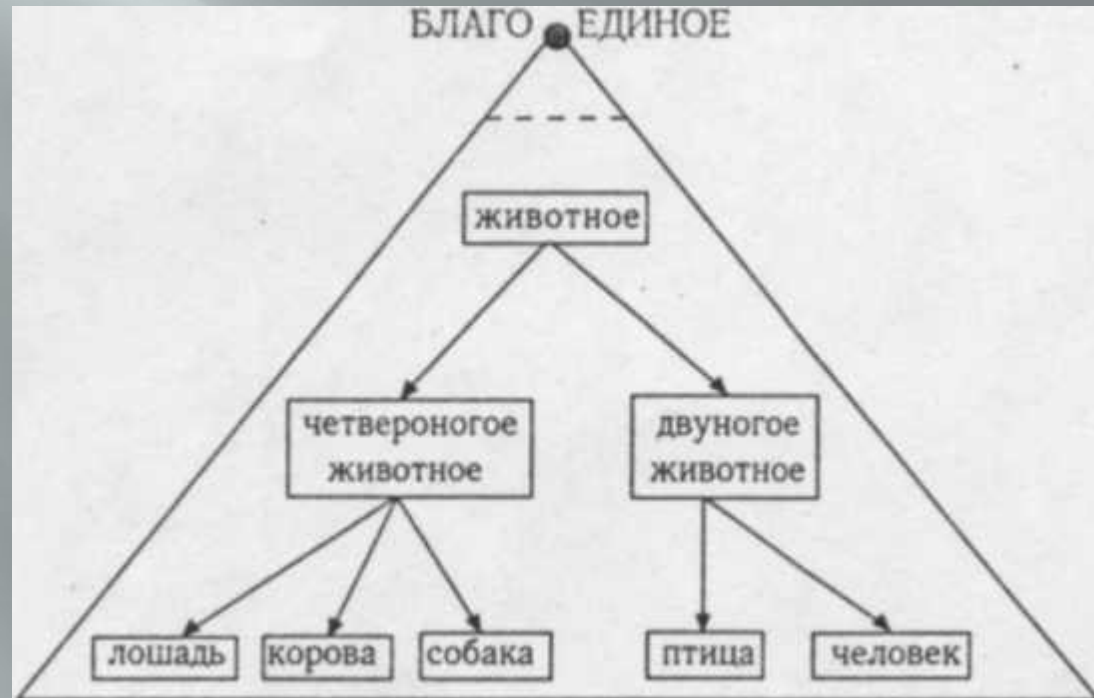 БЛАГО ЕДИНОЕ
животное
четвероногое
животное
двуногое
животное
лошадь
корова
собака
птица
человек